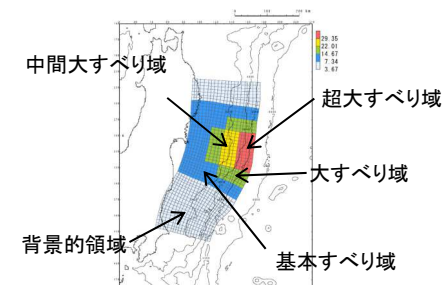 29.35
22.01
14.67
7.34
3.67
中間大すべり域
超大すべり域
大すべり域
背景的領域
基本すべり域